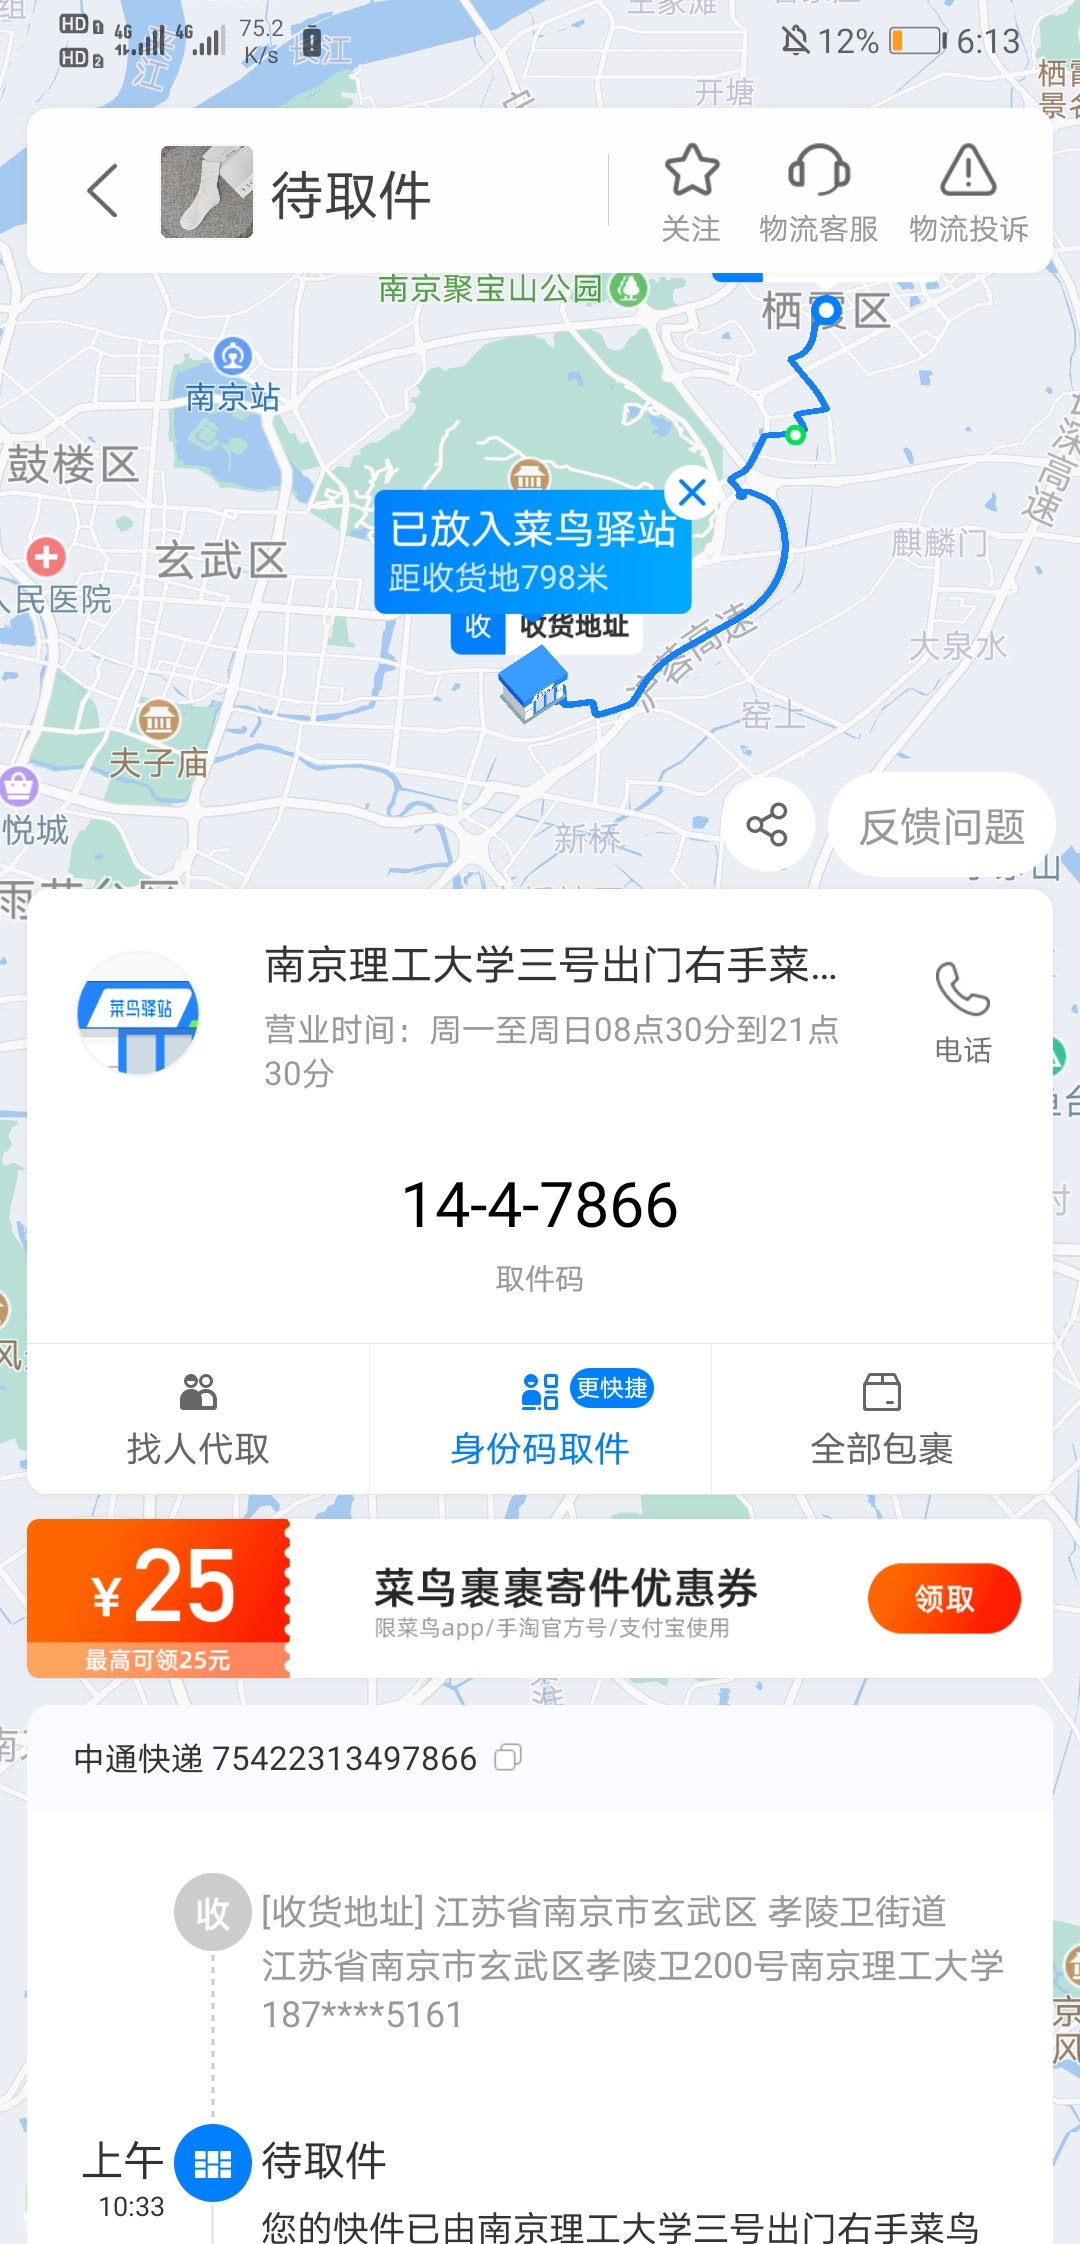 HD 1 4G 4G 75.2 K/s 12% 6:13
HD 2
长江
开塘
待取件
关注 物流客服 物流投诉
南京聚宝山公园
栖霞区
南京站
鼓楼区
已放入菜鸟驿站
距收货地798米
玄武区
麒麟门
人民医院
收 收货地址
沪蓉高速
大泉水
窑上
夫子庙
悦城
新桥
反馈问题
南京理工大学三号出门右手菜...
菜鸟驿站
营业时间：周一至周日08点30分到21点
30分
电话
14-4-7866
取件码
更快捷
找人代取 身份码取件 全部包裹
¥25
最高可领25元
菜鸟裹裹寄件优惠券
限菜鸟app/手淘官方号/支付宝使用
领取
中通快递 75422313497866
收 [收货地址] 江苏省南京市玄武区 孝陵卫街道
江苏省南京市玄武区孝陵卫200号南京理工大学
187****5161
上午 待取件
10:33
您的快件已由南京理工大学三号出门右手菜鸟